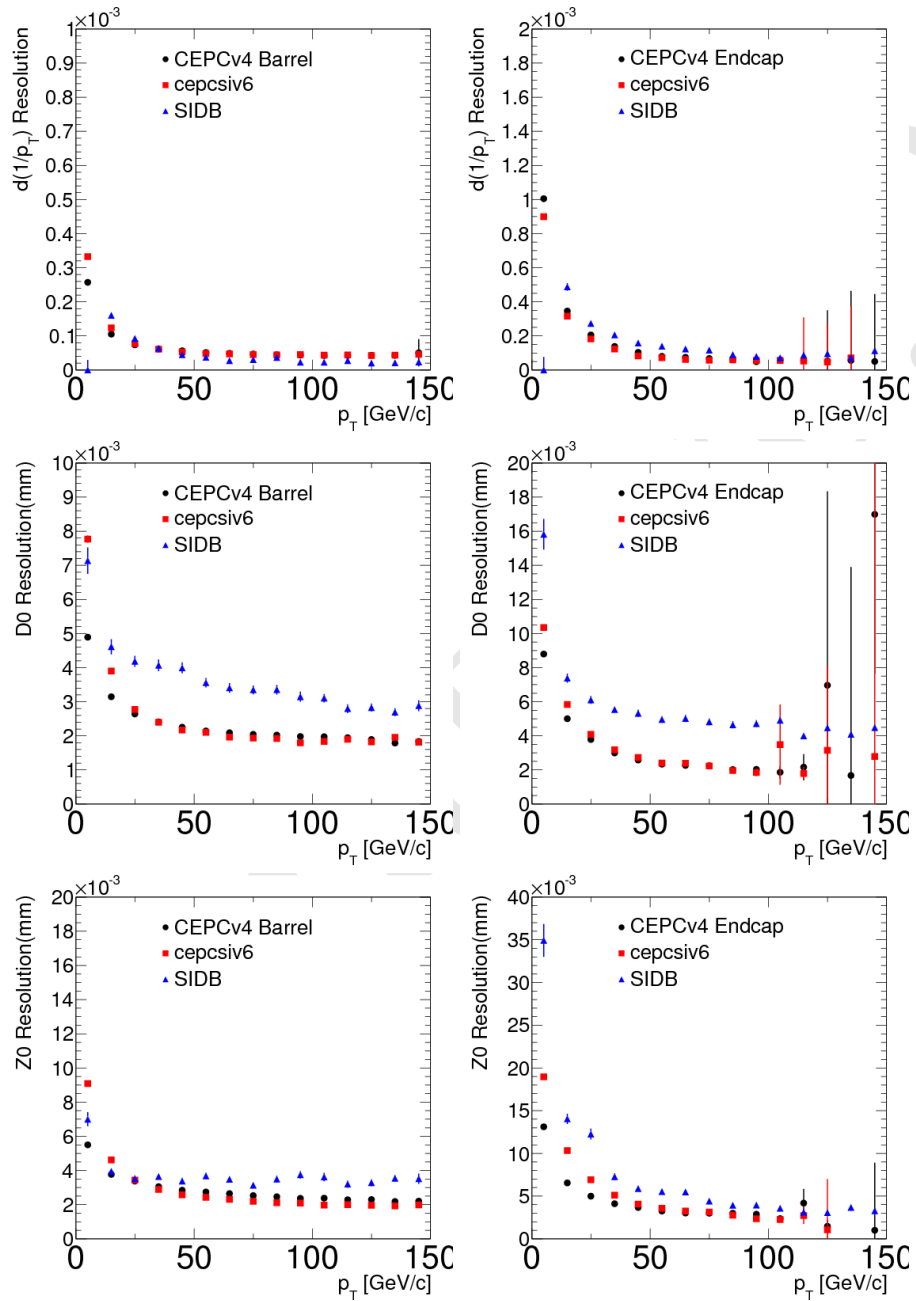 ×10⁻³
d(1/p_T) Resolution
1
0.9
0.8
0.7
0.6
0.5
0.4
0.3
0.2
0.1
0
CEPCv4 Barrel
cepcsiv6
SIDB
0 50 100 150
p_T [GeV/c]
×10⁻³
d(1/p_T) Resolution
2
1.8
1.6
1.4
1.2
1
0.8
0.6
0.4
0.2
0
CEPCv4 Endcap
cepcsiv6
SIDB
0 50 100 150
p_T [GeV/c]
×10⁻³
D0 Resolution(mm)
10
9
8
7
6
5
4
3
2
1
0
CEPCv4 Barrel
cepcsiv6
SIDB
0 50 100 150
p_T [GeV/c]
×10⁻³
D0 Resolution(mm)
20
18
16
14
12
10
8
6
4
2
0
CEPCv4 Endcap
cepcsiv6
SIDB
0 50 100 150
p_T [GeV/c]
×10⁻³
Z0 Resolution(mm)
20
18
16
14
12
10
8
6
4
2
0
CEPCv4 Barrel
cepcsiv6
SIDB
0 50 100 150
p_T [GeV/c]
×10⁻³
Z0 Resolution(mm)
40
35
30
25
20
15
10
5
0
CEPCv4 Endcap
cepcsiv6
SIDB
0 50 100 150
p_T [GeV/c]